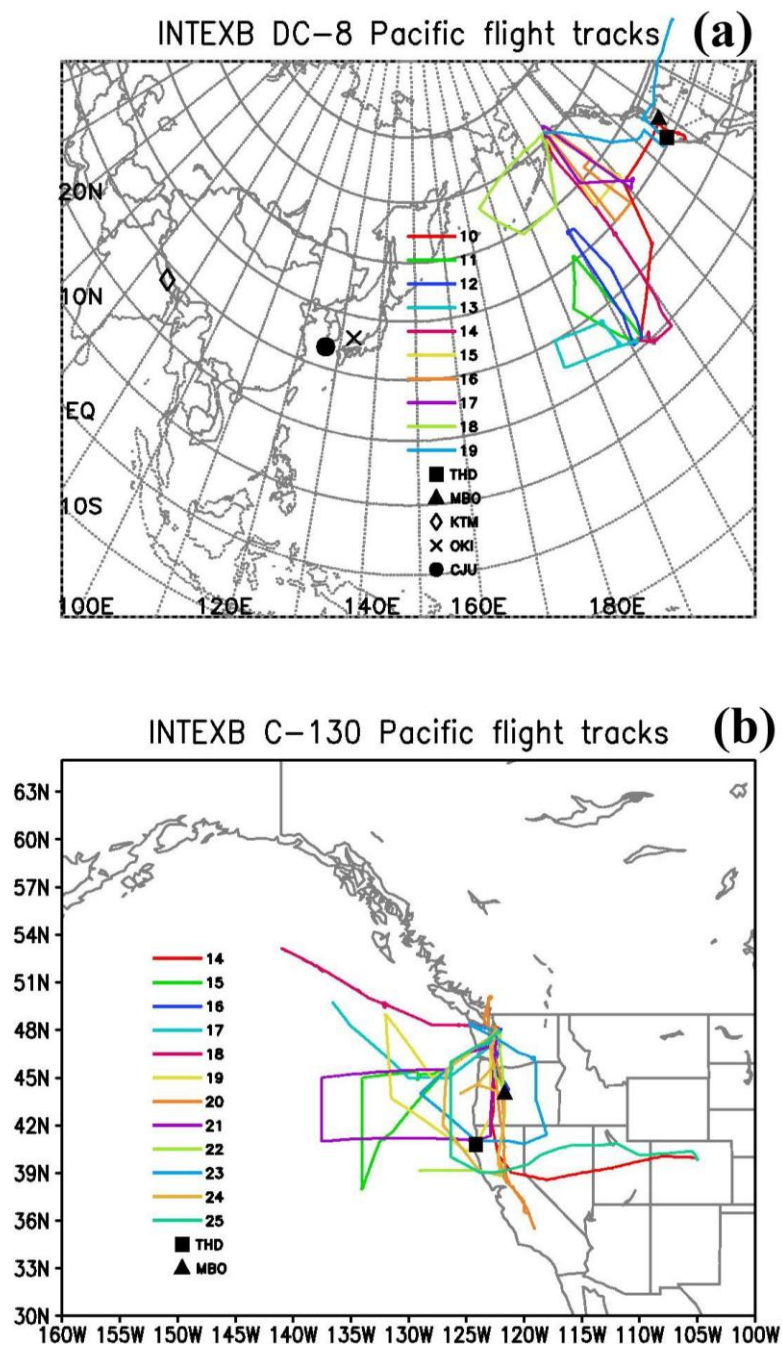 INTEXB DC-8 Pacific flight tracks (a)
20N
10N
EQ
10S
100E 120E 140E 160E 180E
10
11
12
13
14
15
16
17
18
19
THD
MBO
KTM
OKI
CJU
INTEXB C-130 Pacific flight tracks (b)
63N
60N
57N
54N
51N
48N
45N
42N
39N
36N
33N
30N
14
15
16
17
18
19
20
21
22
23
24
25
THD
MBO
160W 155W 150W 145W 140W 135W 130W 125W 120W 115W 110W 105W 100W